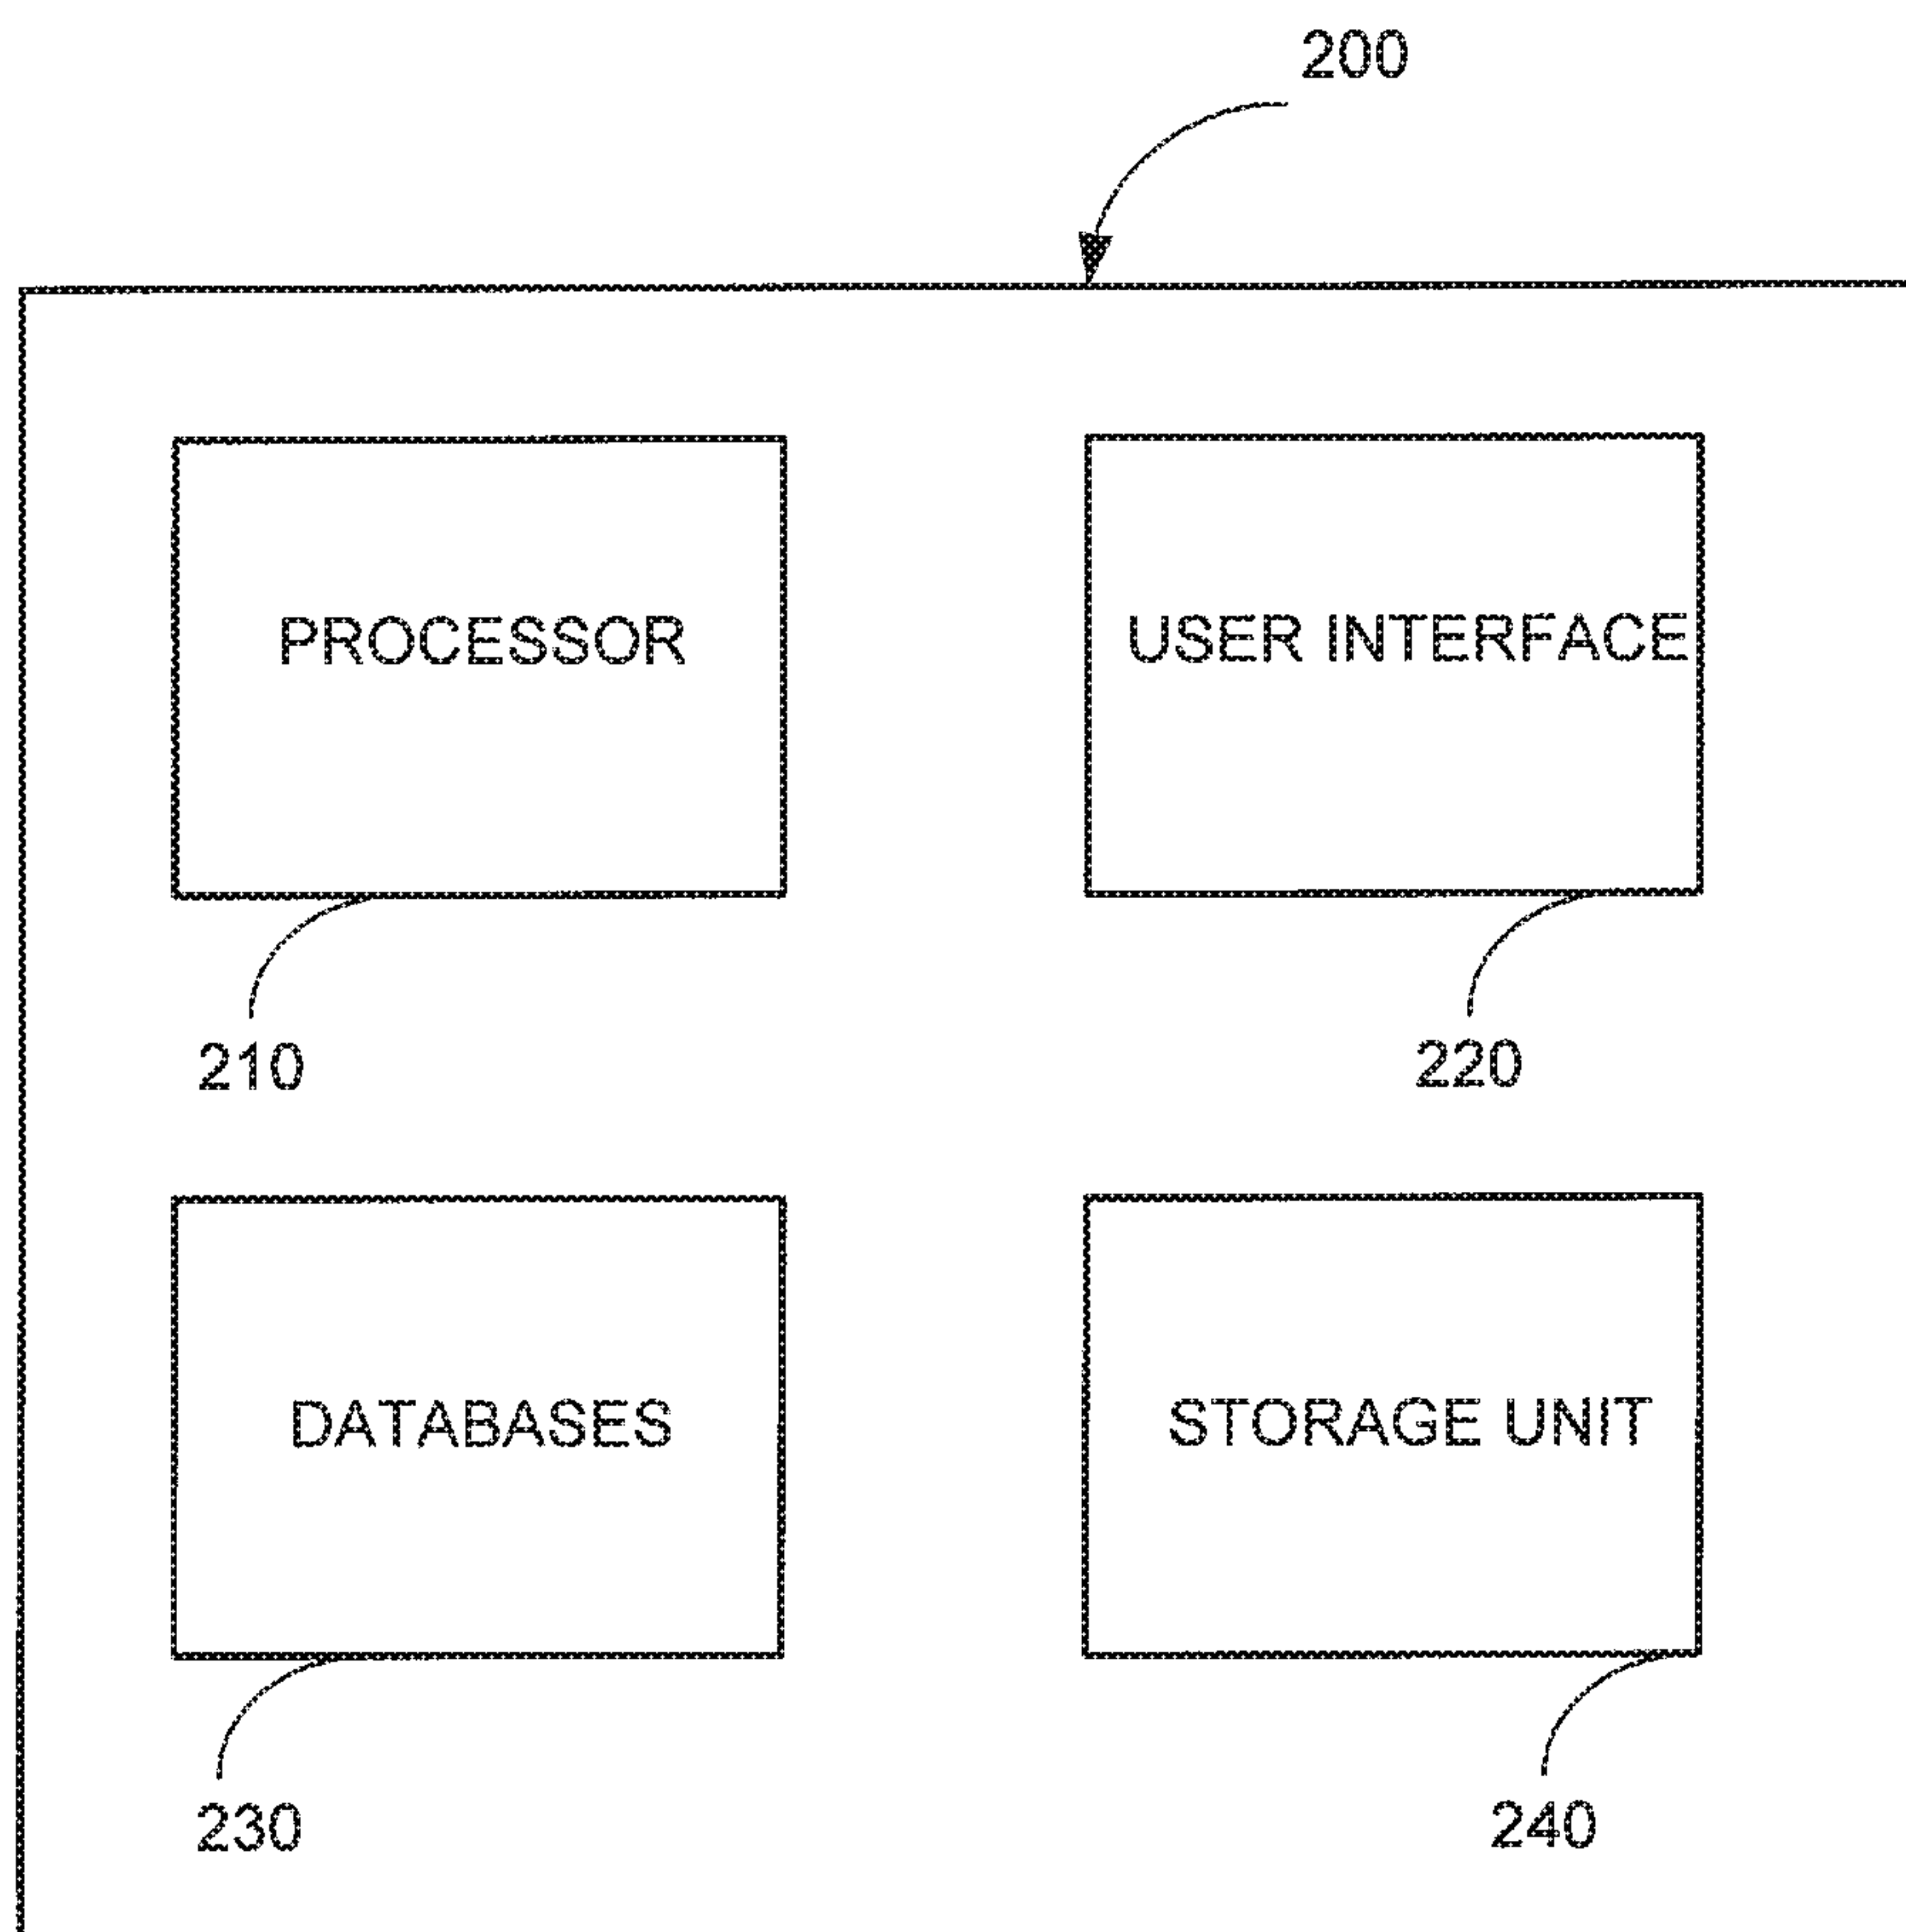 200
PROCESSOR
USER INTERFACE
210
220
DATABASES
STORAGE UNIT
230
240